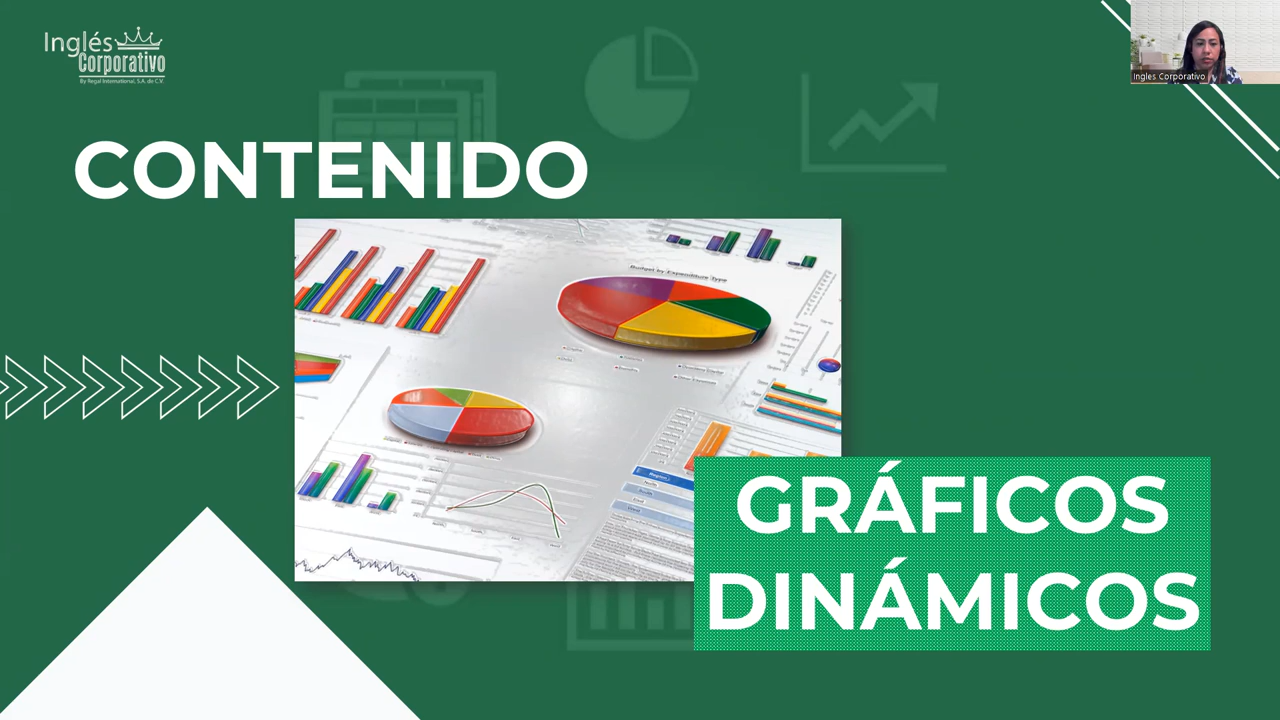 Inglés
Corporativo
By Regal International, S.A. de C.V.
Ingles Corporativo
CONTENIDO
Budget by Expenditure Type
GRÁFICOS
DINÁMICOS